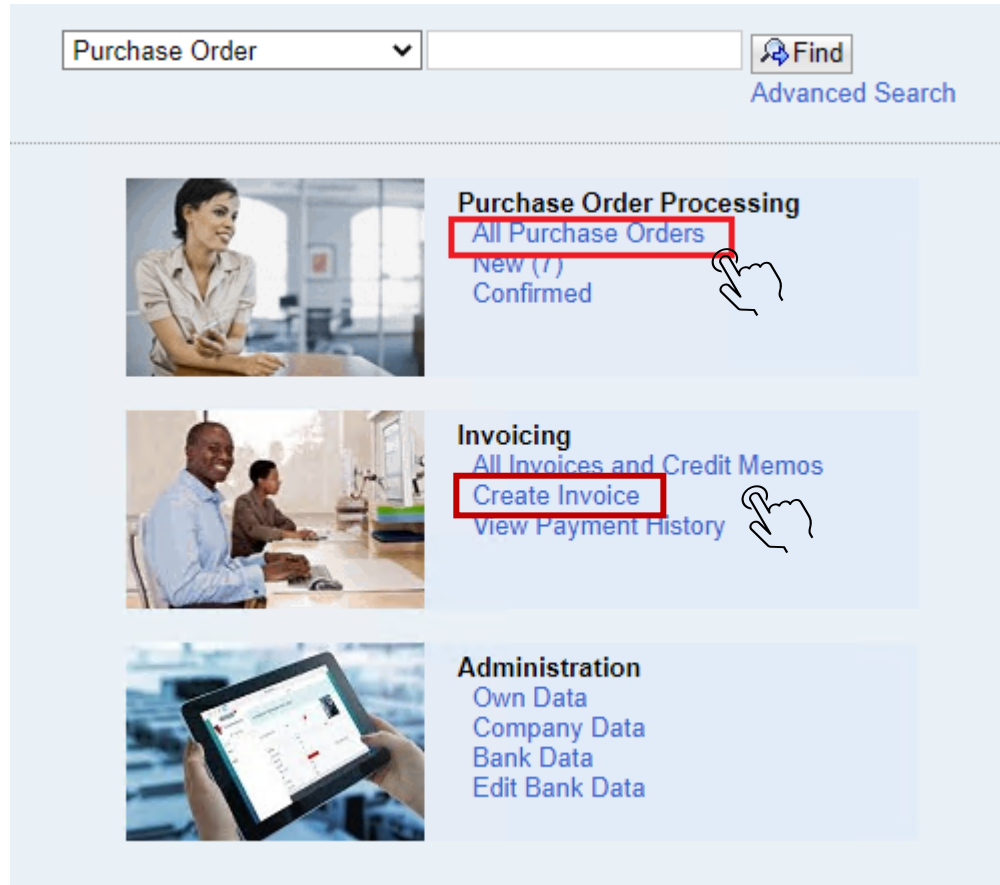 Purchase Order
Find
Advanced Search
Purchase Order Processing
All Purchase Orders
New (7)
Confirmed
Invoicing
All Invoices and Credit Memos
Create Invoice
View Payment History
Administration
Own Data
Company Data
Bank Data
Edit Bank Data